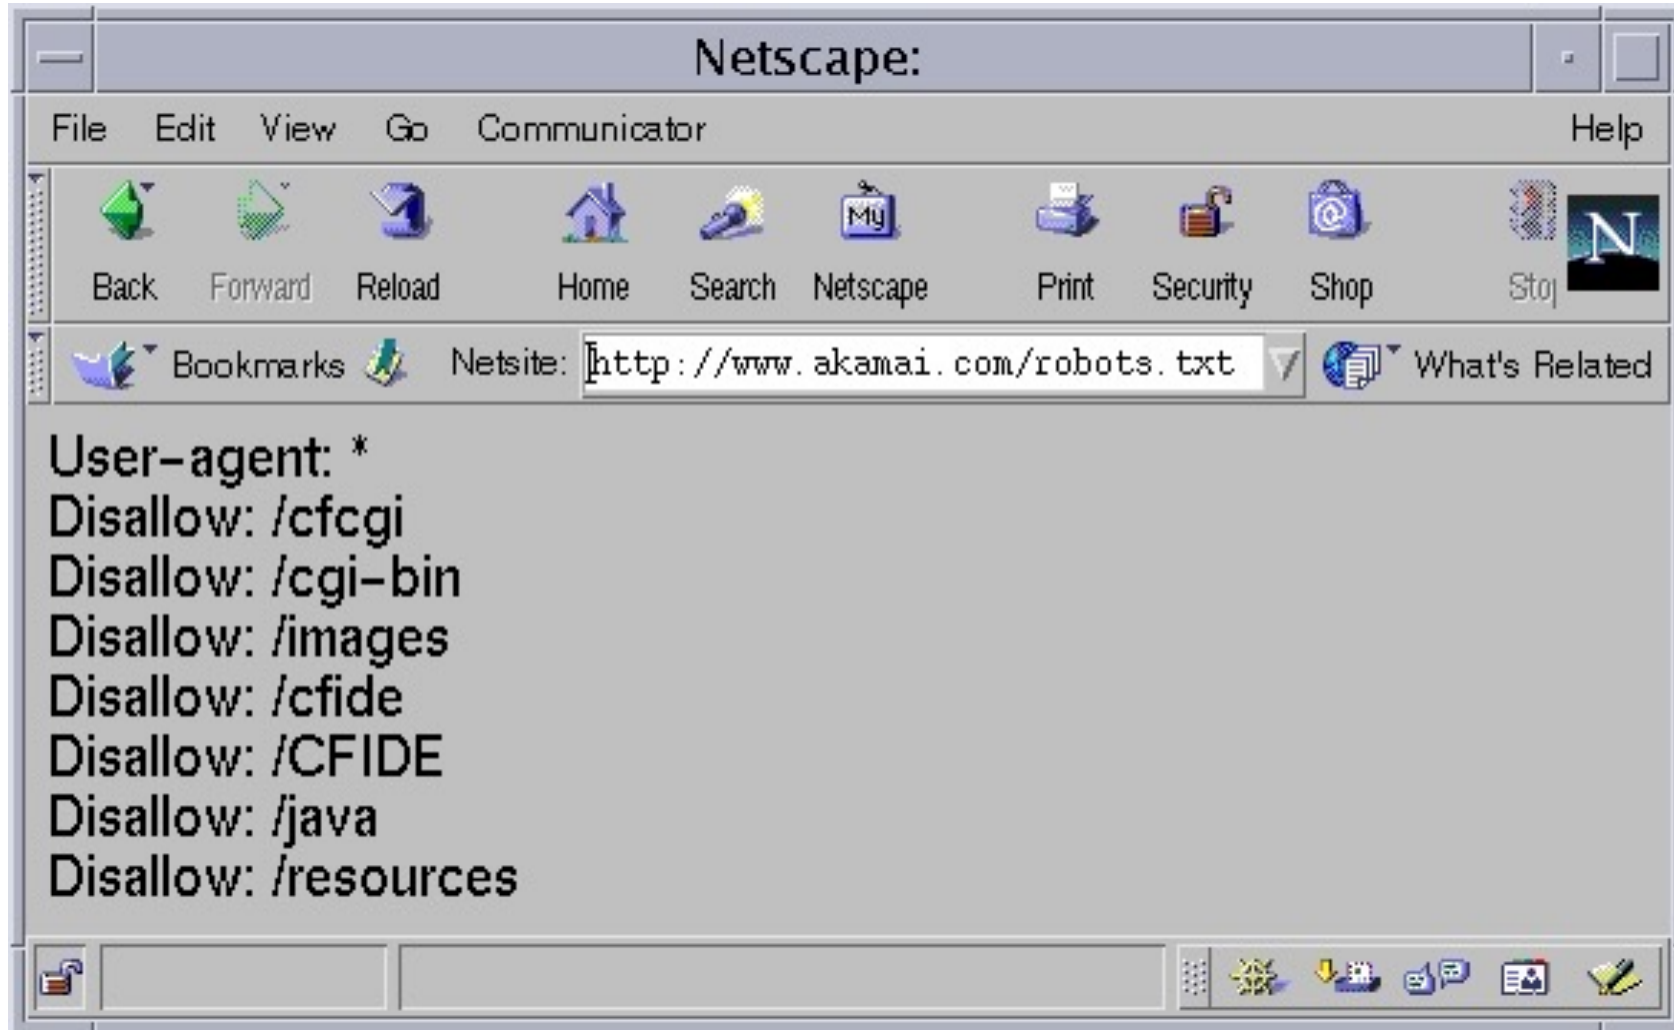 Netscape:
File Edit View Go Communicator Help
My N
Back Forward Reload Home Search Netscape Print Security Shop Sto
Bookmarks Netsite: http://www.akamai.com/robots.txt What's Related
User-agent: *
Disallow: /cfcgi
Disallow: /cgi-bin
Disallow: /images
Disallow: /cfide
Disallow: /CFIDE
Disallow: /java
Disallow: /resources